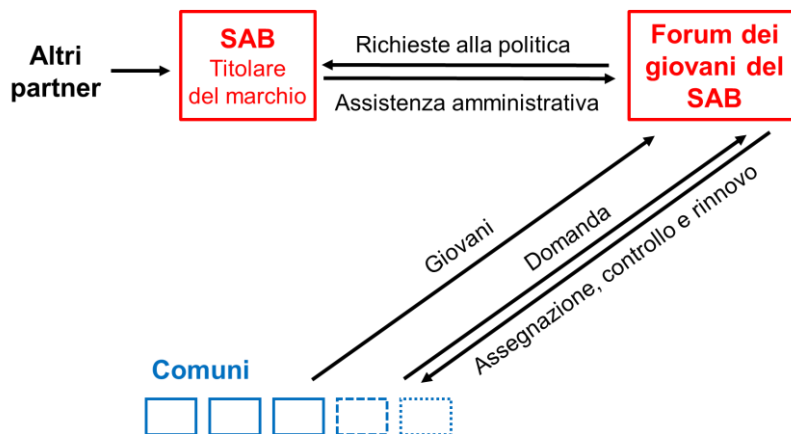 Altri
partner
SAB
Titolare
del marchio
Richieste alla politica
Assistenza amministrativa
Forum dei
giovani del
SAB
Giovani
Domanda
Assegnazione, controllo e rinnovo
Comuni